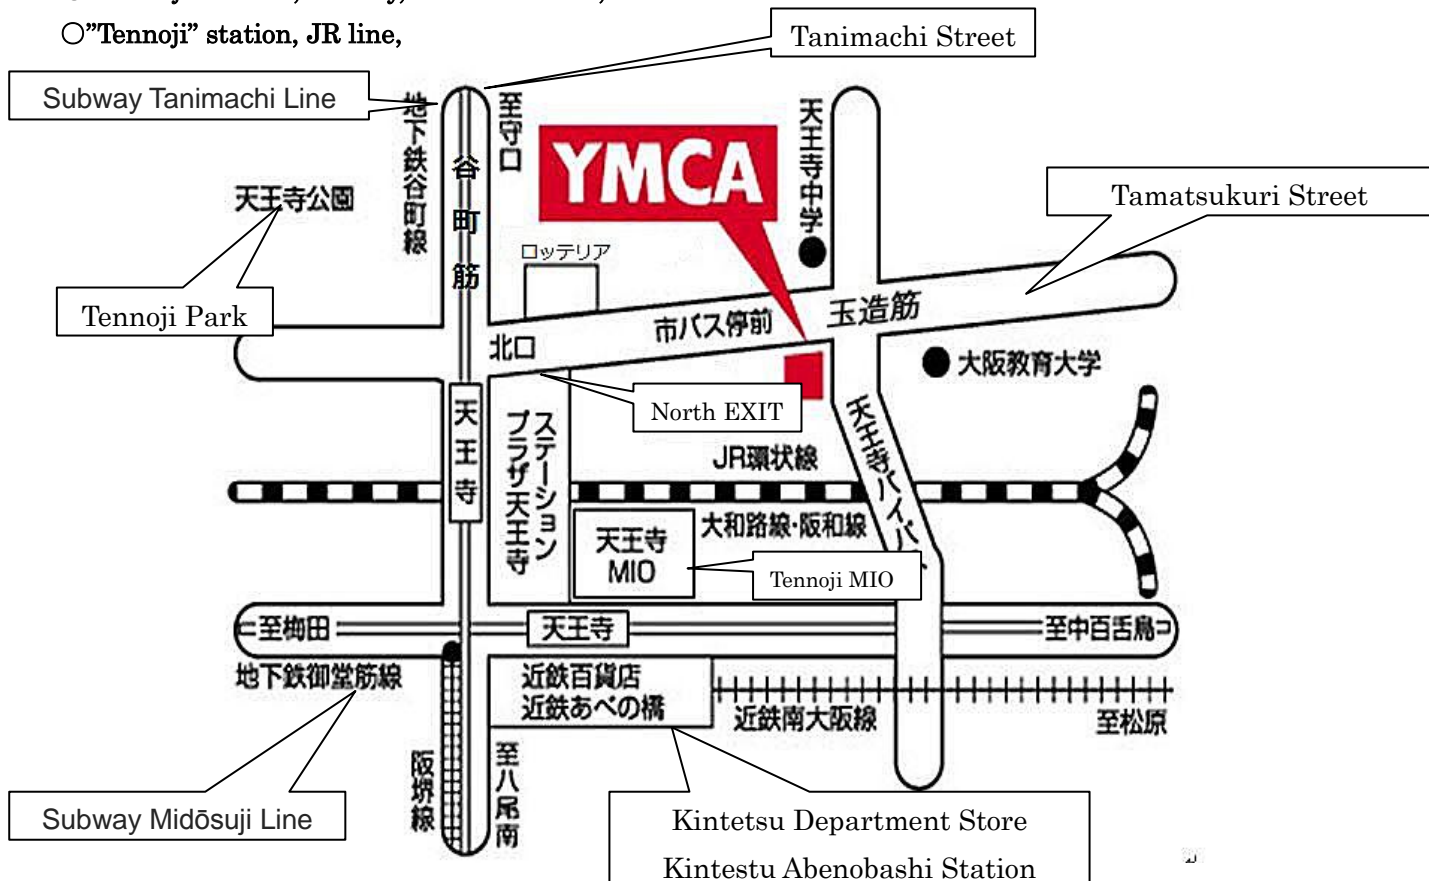 ○"Tennoji" station, JR line,
Tanimachi Street
Subway Tanimachi Line
地下鉄谷町線
谷町筋
至守口
YMCA
天王寺中学
天王寺公園
Tennoji Park
ロッテリア
Tamatsukuri Street
北口
市バス停前
玉造筋
大阪教育大学
North EXIT
天王寺
ステーション
プラザ天王寺
JR環状線
天王寺バイパス
大和路線・阪和線
天王寺
MIO
Tennoji MIO
至梅田
天王寺
至中百舌鳥
地下鉄御堂筋線
近鉄百貨店
近鉄あべの橋
近鉄南大阪線
至松原
阪堺線
至八尾南
Subway Midōsuji Line
Kintetsu Department Store
Kintestu Abenobashi Station